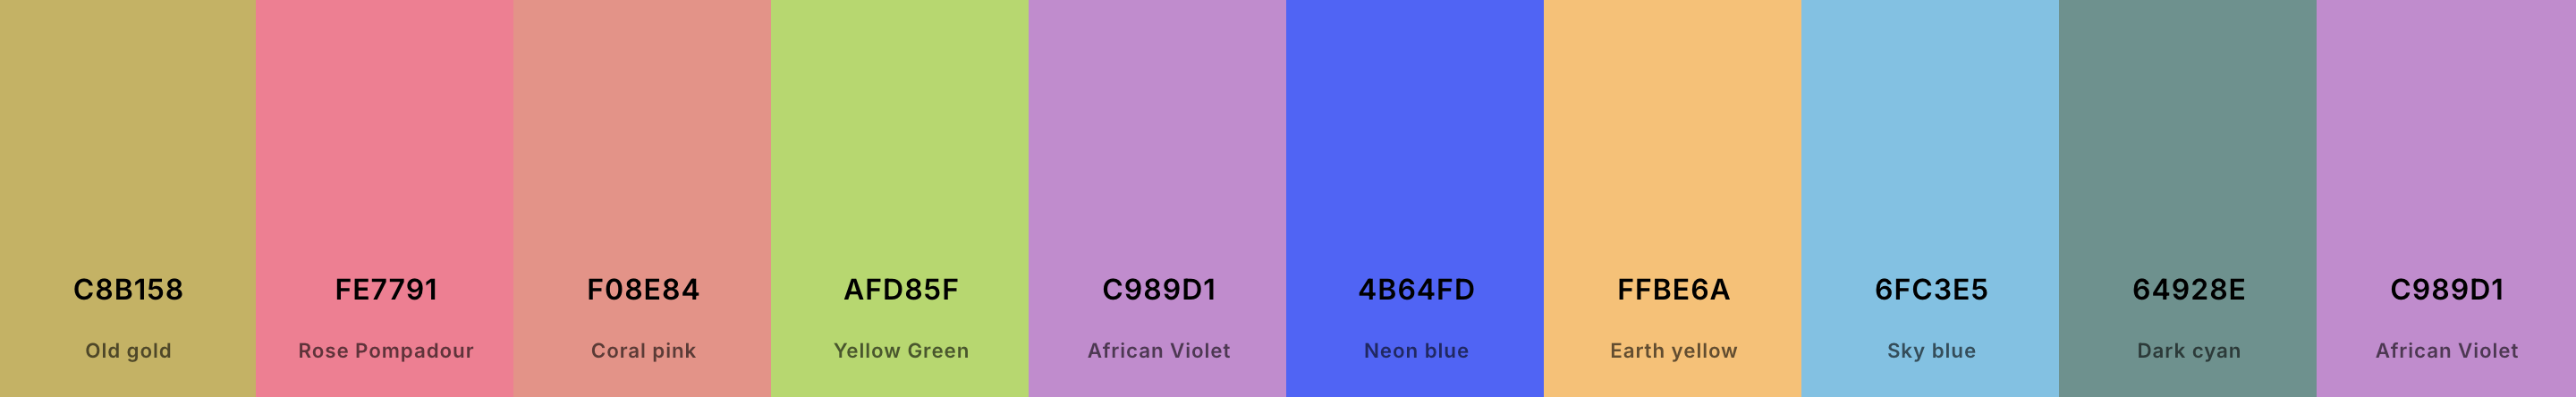 C8B158 FE7791 F08E84 AFD85F C989D1 4B64FD FFBE6A 6FC3E5 64928E C989D1
Old gold Rose Pompadour Coral pink Yellow Green African Violet Neon blue Earth yellow Sky blue Dark cyan African Violet